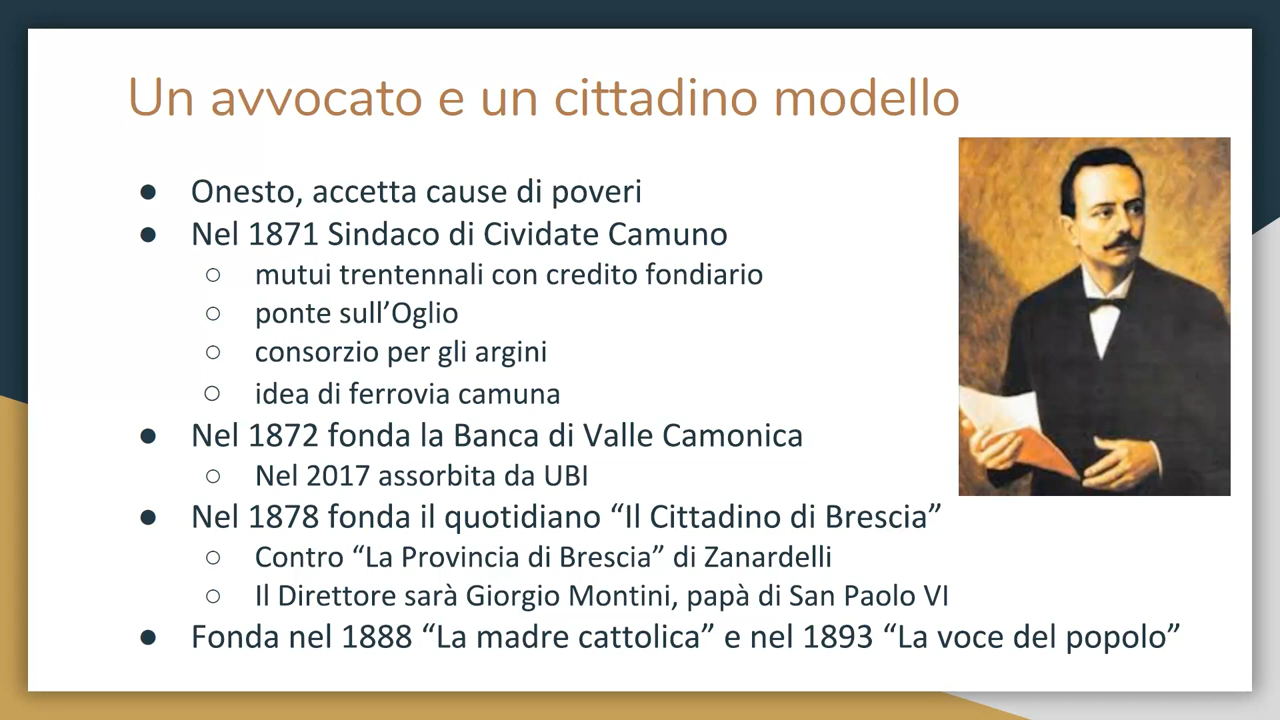 Un avvocato e un cittadino modello
● Onesto, accetta cause di poveri
● Nel 1871 Sindaco di Cividate Camuno
○ mutui trentennali con credito fondiario
○ ponte sull’Oglio
○ consorzio per gli argini
○ idea di ferrovia camuna
● Nel 1872 fonda la Banca di Valle Camonica
○ Nel 2017 assorbita da UBI
● Nel 1878 fonda il quotidiano “Il Cittadino di Brescia”
○ Contro “La Provincia di Brescia” di Zanardelli
○ Il Direttore sarà Giorgio Montini, papà di San Paolo VI
● Fonda nel 1888 “La madre cattolica” e nel 1893 “La voce del popolo”